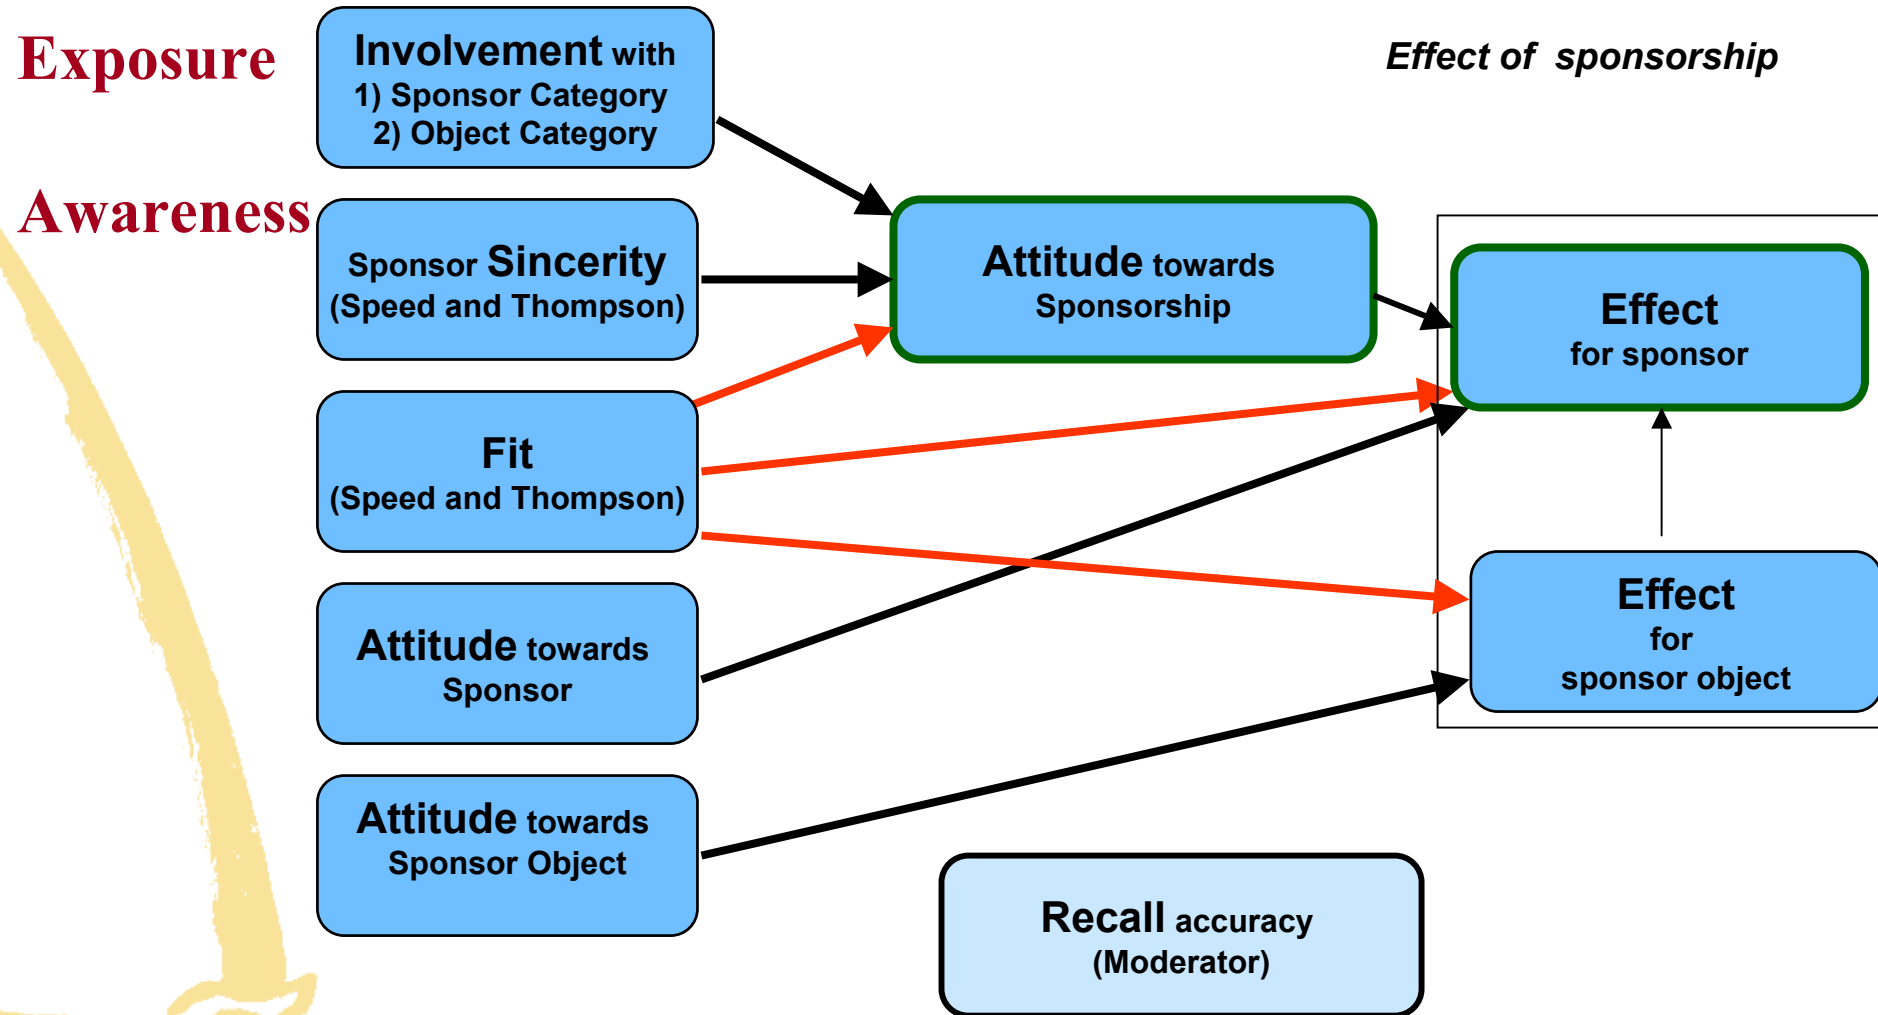 Exposure
Involvement with
1) Sponsor Category
2) Object Category
Effect of sponsorship
Awareness
Sponsor Sincerity
(Speed and Thompson)
Attitude towards
Sponsorship
Effect
for sponsor
Fit
(Speed and Thompson)
Attitude towards
Sponsor
Effect
for
sponsor object
Attitude towards
Sponsor Object
Recall accuracy
(Moderator)